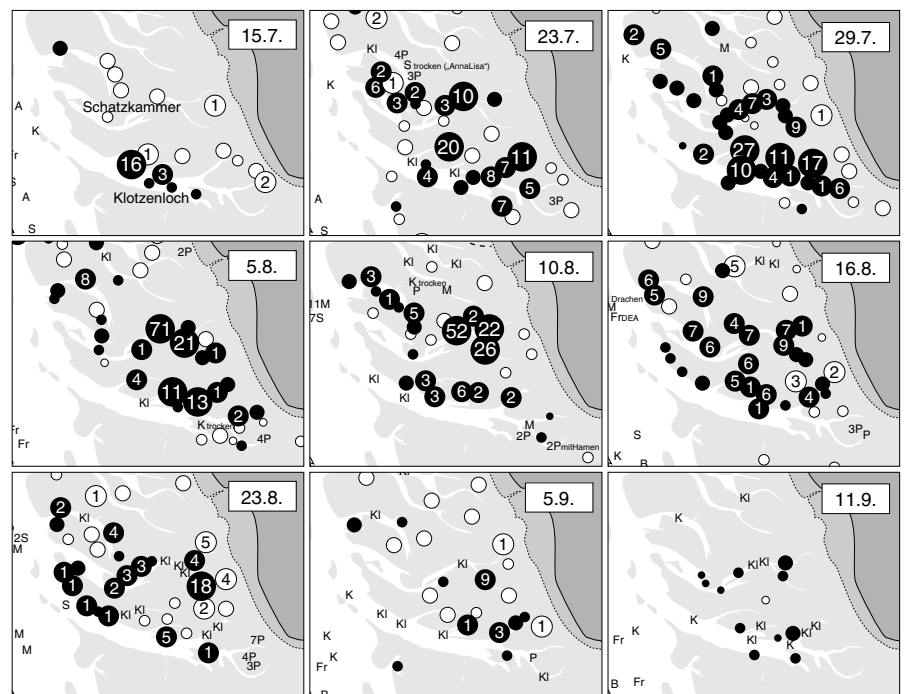 15.7.
A
Schatzkammer
1
K
16
1
3
2
A
Klotzenloch
S
23.7.
2
Kl
4P
S trocken („AnnaLisa")
2
3P
6
1
2
3
3
10
20
Kl
11
7
4
Kl
8
5
A
7
3P
S
29.7.
2
5
M
K
1
3
7
4
1
9
2
27
11
17
10
4
1
1
6
5.8.
Kl
2P
8
71
21
1
1
4
11
1
13
Kl
2
K trocken
Fr
4P
10.8.
Kl
Kl
Kl
3
K trocken
P
M
1
11M
7S
5
2
52
22
26
Kl
3
3
6
2
2
Kl
M
2P
2PmitHamen
16.8.
5
Kl
Kl
6
5
9
Drachen
M
FrDEA
7
4
7
7
1
6
9
6
2
5
1
3
6
4
1
3P
P
S
K
B
23.8.
1
2
Kl
4
2S
M
5
3
3
Kl
4
Kl
Kl
1
1
2
18
4
S
1
1
Kl
Kl
2
5
Kl
Kl
M
M
1
7P
4P
3P
5.9.
Kl
Kl
Kl
1
9
Kl
Kl
Kl
1
3
1
K
K
Fr
P
Kl
11.9.
Kl
K
Kl
Kl
K
Kl
Kl
Kl
K
K
Fr
B
Fr